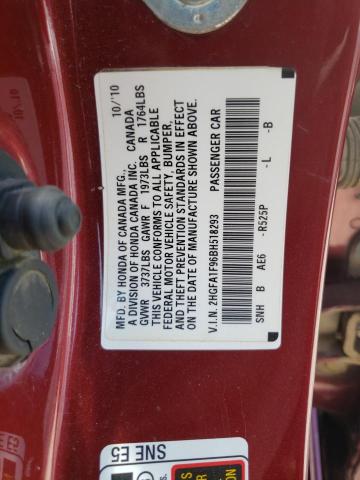 MFD. BY HONDA OF CANADA MFG., 10/'10
A DIVISION OF HONDA CANADA INC. CANADA
GVWR 3737LBS GAWR F 1973LBS R 1764LBS
THIS VEHICLE CONFORMS TO ALL APPLICABLE
FEDERAL MOTOR VEHICLE SAFETY, BUMPER,
AND THEFT PREVENTION STANDARDS IN EFFECT
ON THE DATE OF MANUFACTURE SHOWN ABOVE.
V.I.N. 2HGFA1F96BH518293 PASSENGER CAR
SNH B AE6 -R525P -L -B
SNE E5